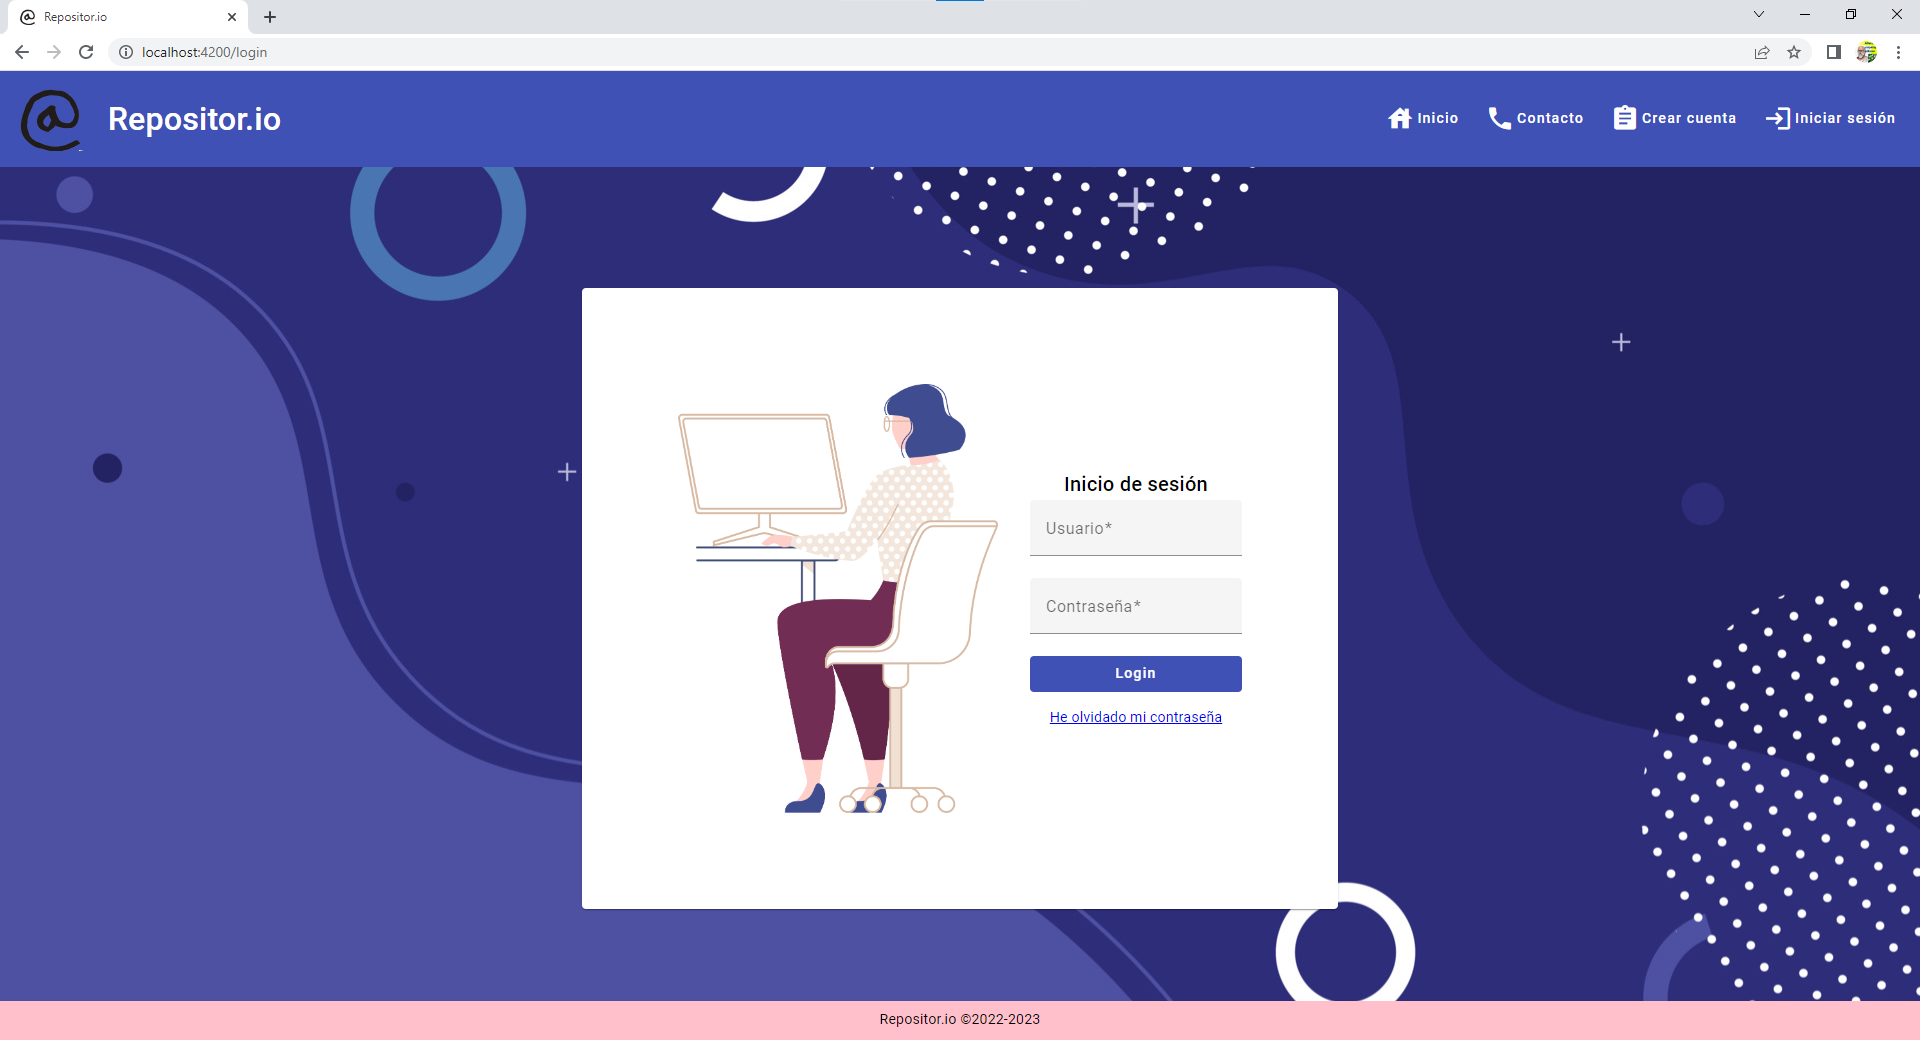 Repositor.io
localhost:4200/login
Repositor.io
Inicio
Contacto
Crear cuenta
Iniciar sesión
Inicio de sesión
Usuario*
Contraseña*
Login
He olvidado mi contraseña
Repositor.io ©2022-2023